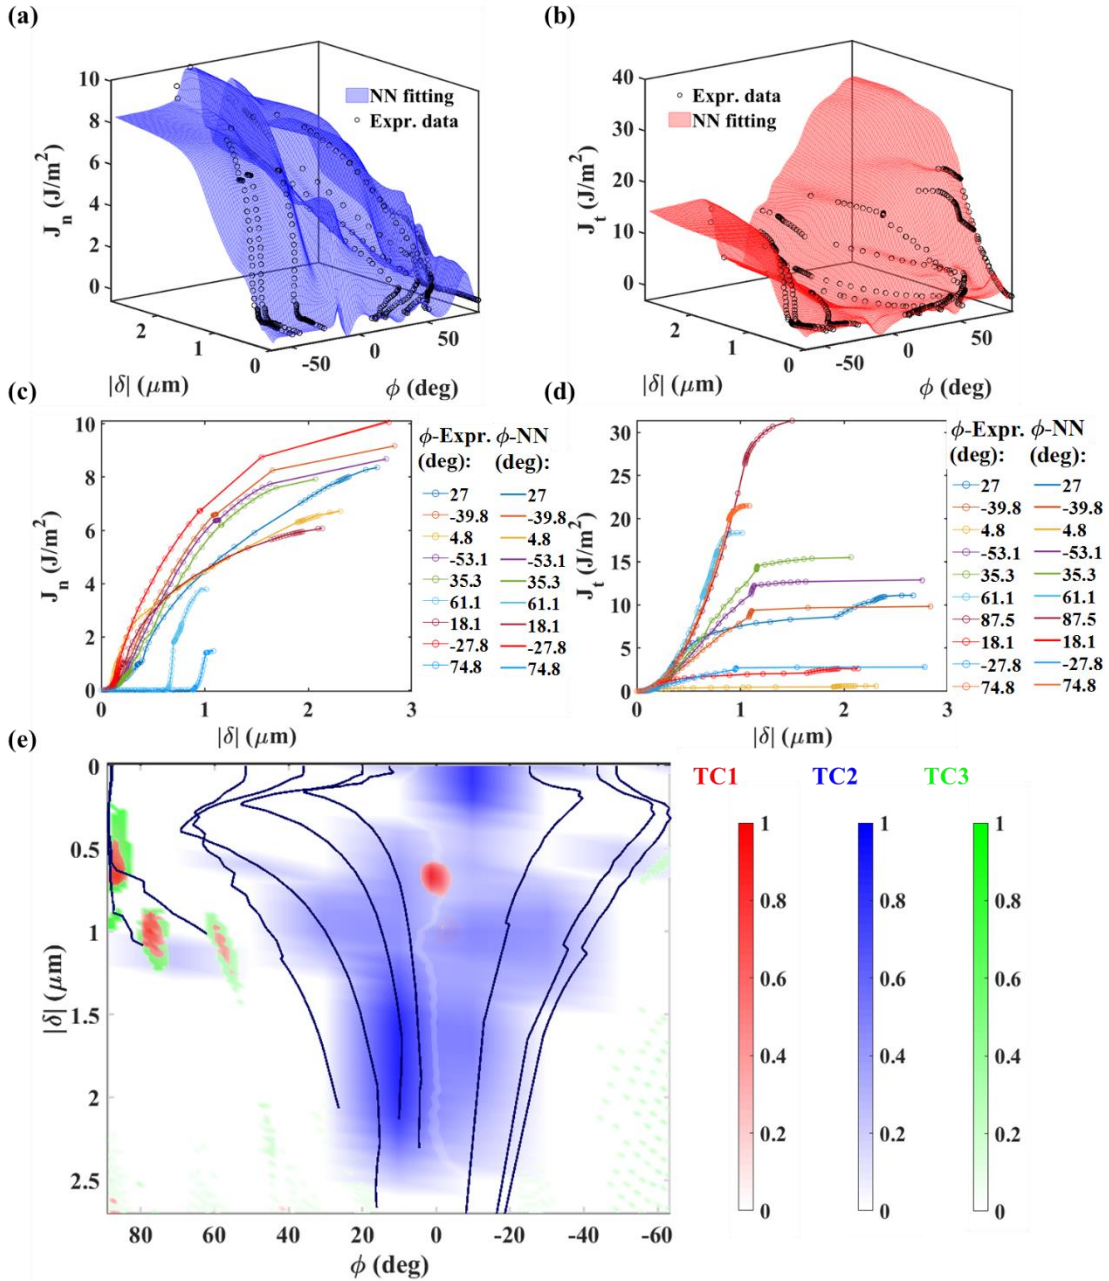 (a)
10
8
6
4
2
0
J_n (J/m^2)
NN fitting
Expr. data
2
1
0
-50
0
50
|δ| (μm)
ϕ (deg)
(b)
40
30
20
10
0
J_t (J/m^2)
Expr. data
NN fitting
2
1
0
-50
0
50
|δ| (μm)
ϕ (deg)
(c)
10
8
6
4
2
0
J_n (J/m^2)
0 1 2 3
|δ| (μm)
ϕ-Expr. ϕ-NN
(deg): (deg):
27 27
-39.8 -39.8
4.8 4.8
-53.1 -53.1
35.3 35.3
61.1 61.1
18.1 18.1
-27.8 -27.8
74.8 74.8
(d)
30
25
20
15
10
5
0
J_t (J/m^2)
0 1 2 3
|δ| (μm)
ϕ-Expr. ϕ-NN
(deg): (deg):
27 27
-39.8 -39.8
4.8 4.8
-53.1 -53.1
35.3 35.3
61.1 61.1
87.5 87.5
18.1 18.1
-27.8 -27.8
74.8 74.8
(e)
0
0.5
1
1.5
2
2.5
|δ| (μm)
80 60 40 20 0 -20 -40 -60
ϕ (deg)
TC1 TC2 TC3
1 1 1
0.8 0.8 0.8
0.6 0.6 0.6
0.4 0.4 0.4
0.2 0.2 0.2
0 0 0